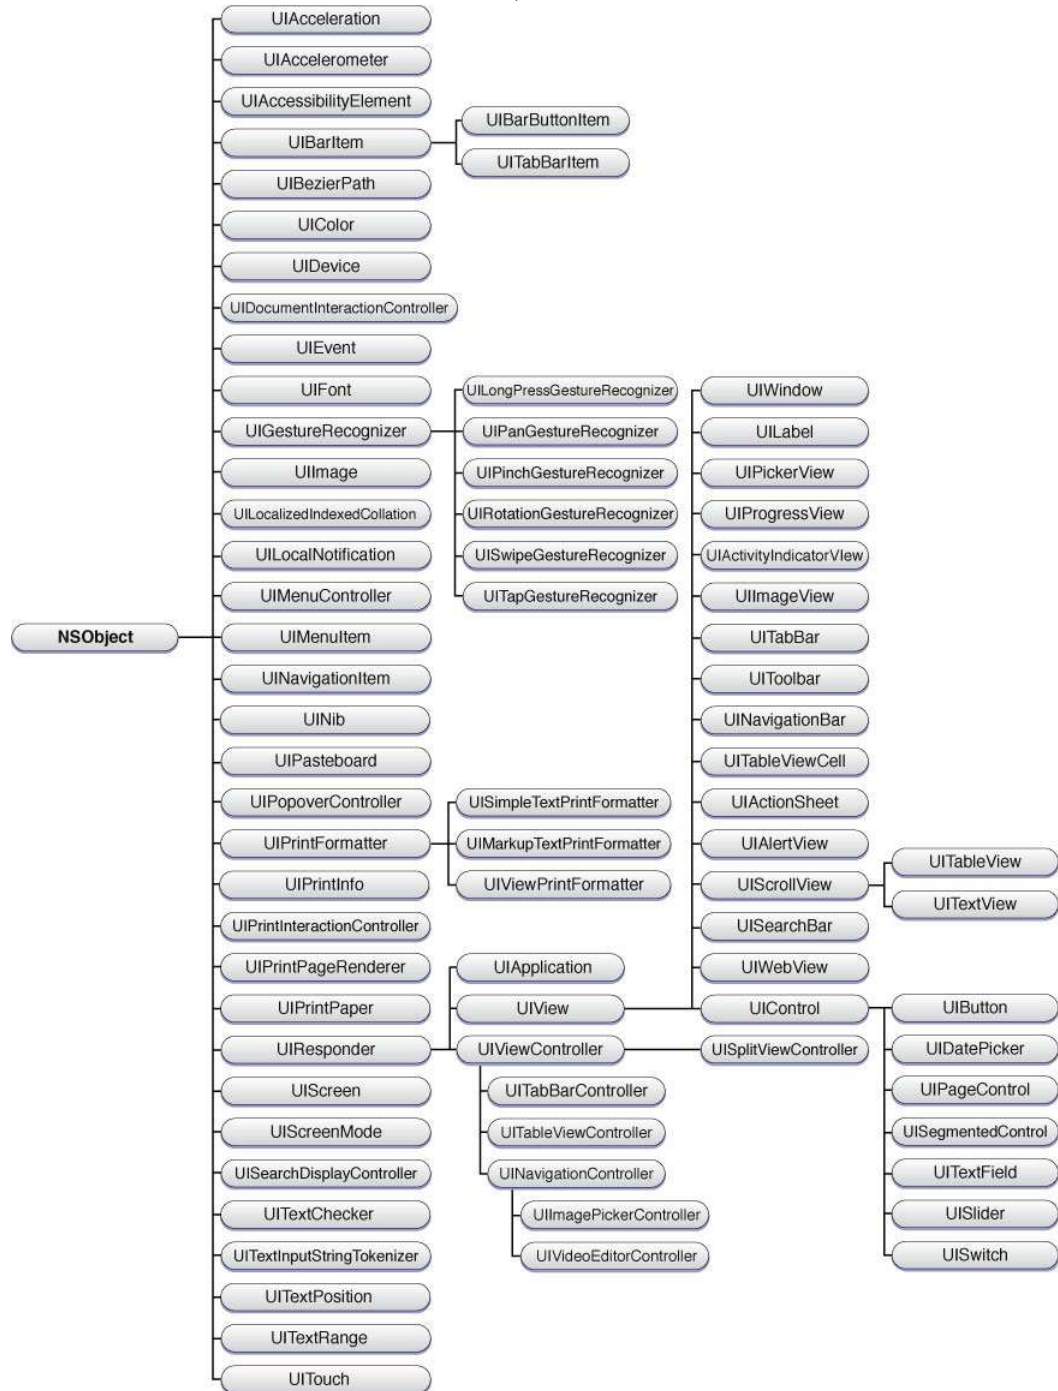 UIAcceleration
UIAccelerometer
UIAccessibilityElement
UIBarItem
UIBarButtonItem
UITabBarItem
UIBezierPath
UIColor
UIDevice
UIDocumentInteractionController
UIEvent
UIFont
UIGestureRecognizer
UILongPressGestureRecognizer
UIPanGestureRecognizer
UIPinchGestureRecognizer
UIRotationGestureRecognizer
UISwipeGestureRecognizer
UITapGestureRecognizer
UIImage
UILocalizedIndexedCollation
UILocalNotification
UIMenuController
NSObject
UIMenuItem
UINavigationItem
UINib
UIPasteboard
UIPopoverController
UIPrintFormatter
UISimpleTextPrintFormatter
UIMarkupTextPrintFormatter
UIViewPrintFormatter
UIPrintInfo
UIPrintInteractionController
UIPrintPageRenderer
UIPrintPaper
UIResponder
UIApplication
UIView
UIWindow
UILabel
UIPickerView
UIProgressView
UIActivityIndicatorVIew
UIImageView
UITabBar
UIToolbar
UINavigationBar
UITableViewCell
UIActionSheet
UIAlertView
UIScrollView
UITableView
UITextView
UISearchBar
UIWebView
UIControl
UIButton
UIDatePicker
UIPageControl
UISegmentedControl
UITextField
UISlider
UISwitch
UIViewController
UISplitViewController
UITabBarController
UITableViewController
UINavigationController
UIImagePickerController
UIVideoEditorController
UIScreen
UIScreenMode
UISearchDisplayController
UITextChecker
UITextInputStringTokenizer
UITextPosition
UITextRange
UITouch